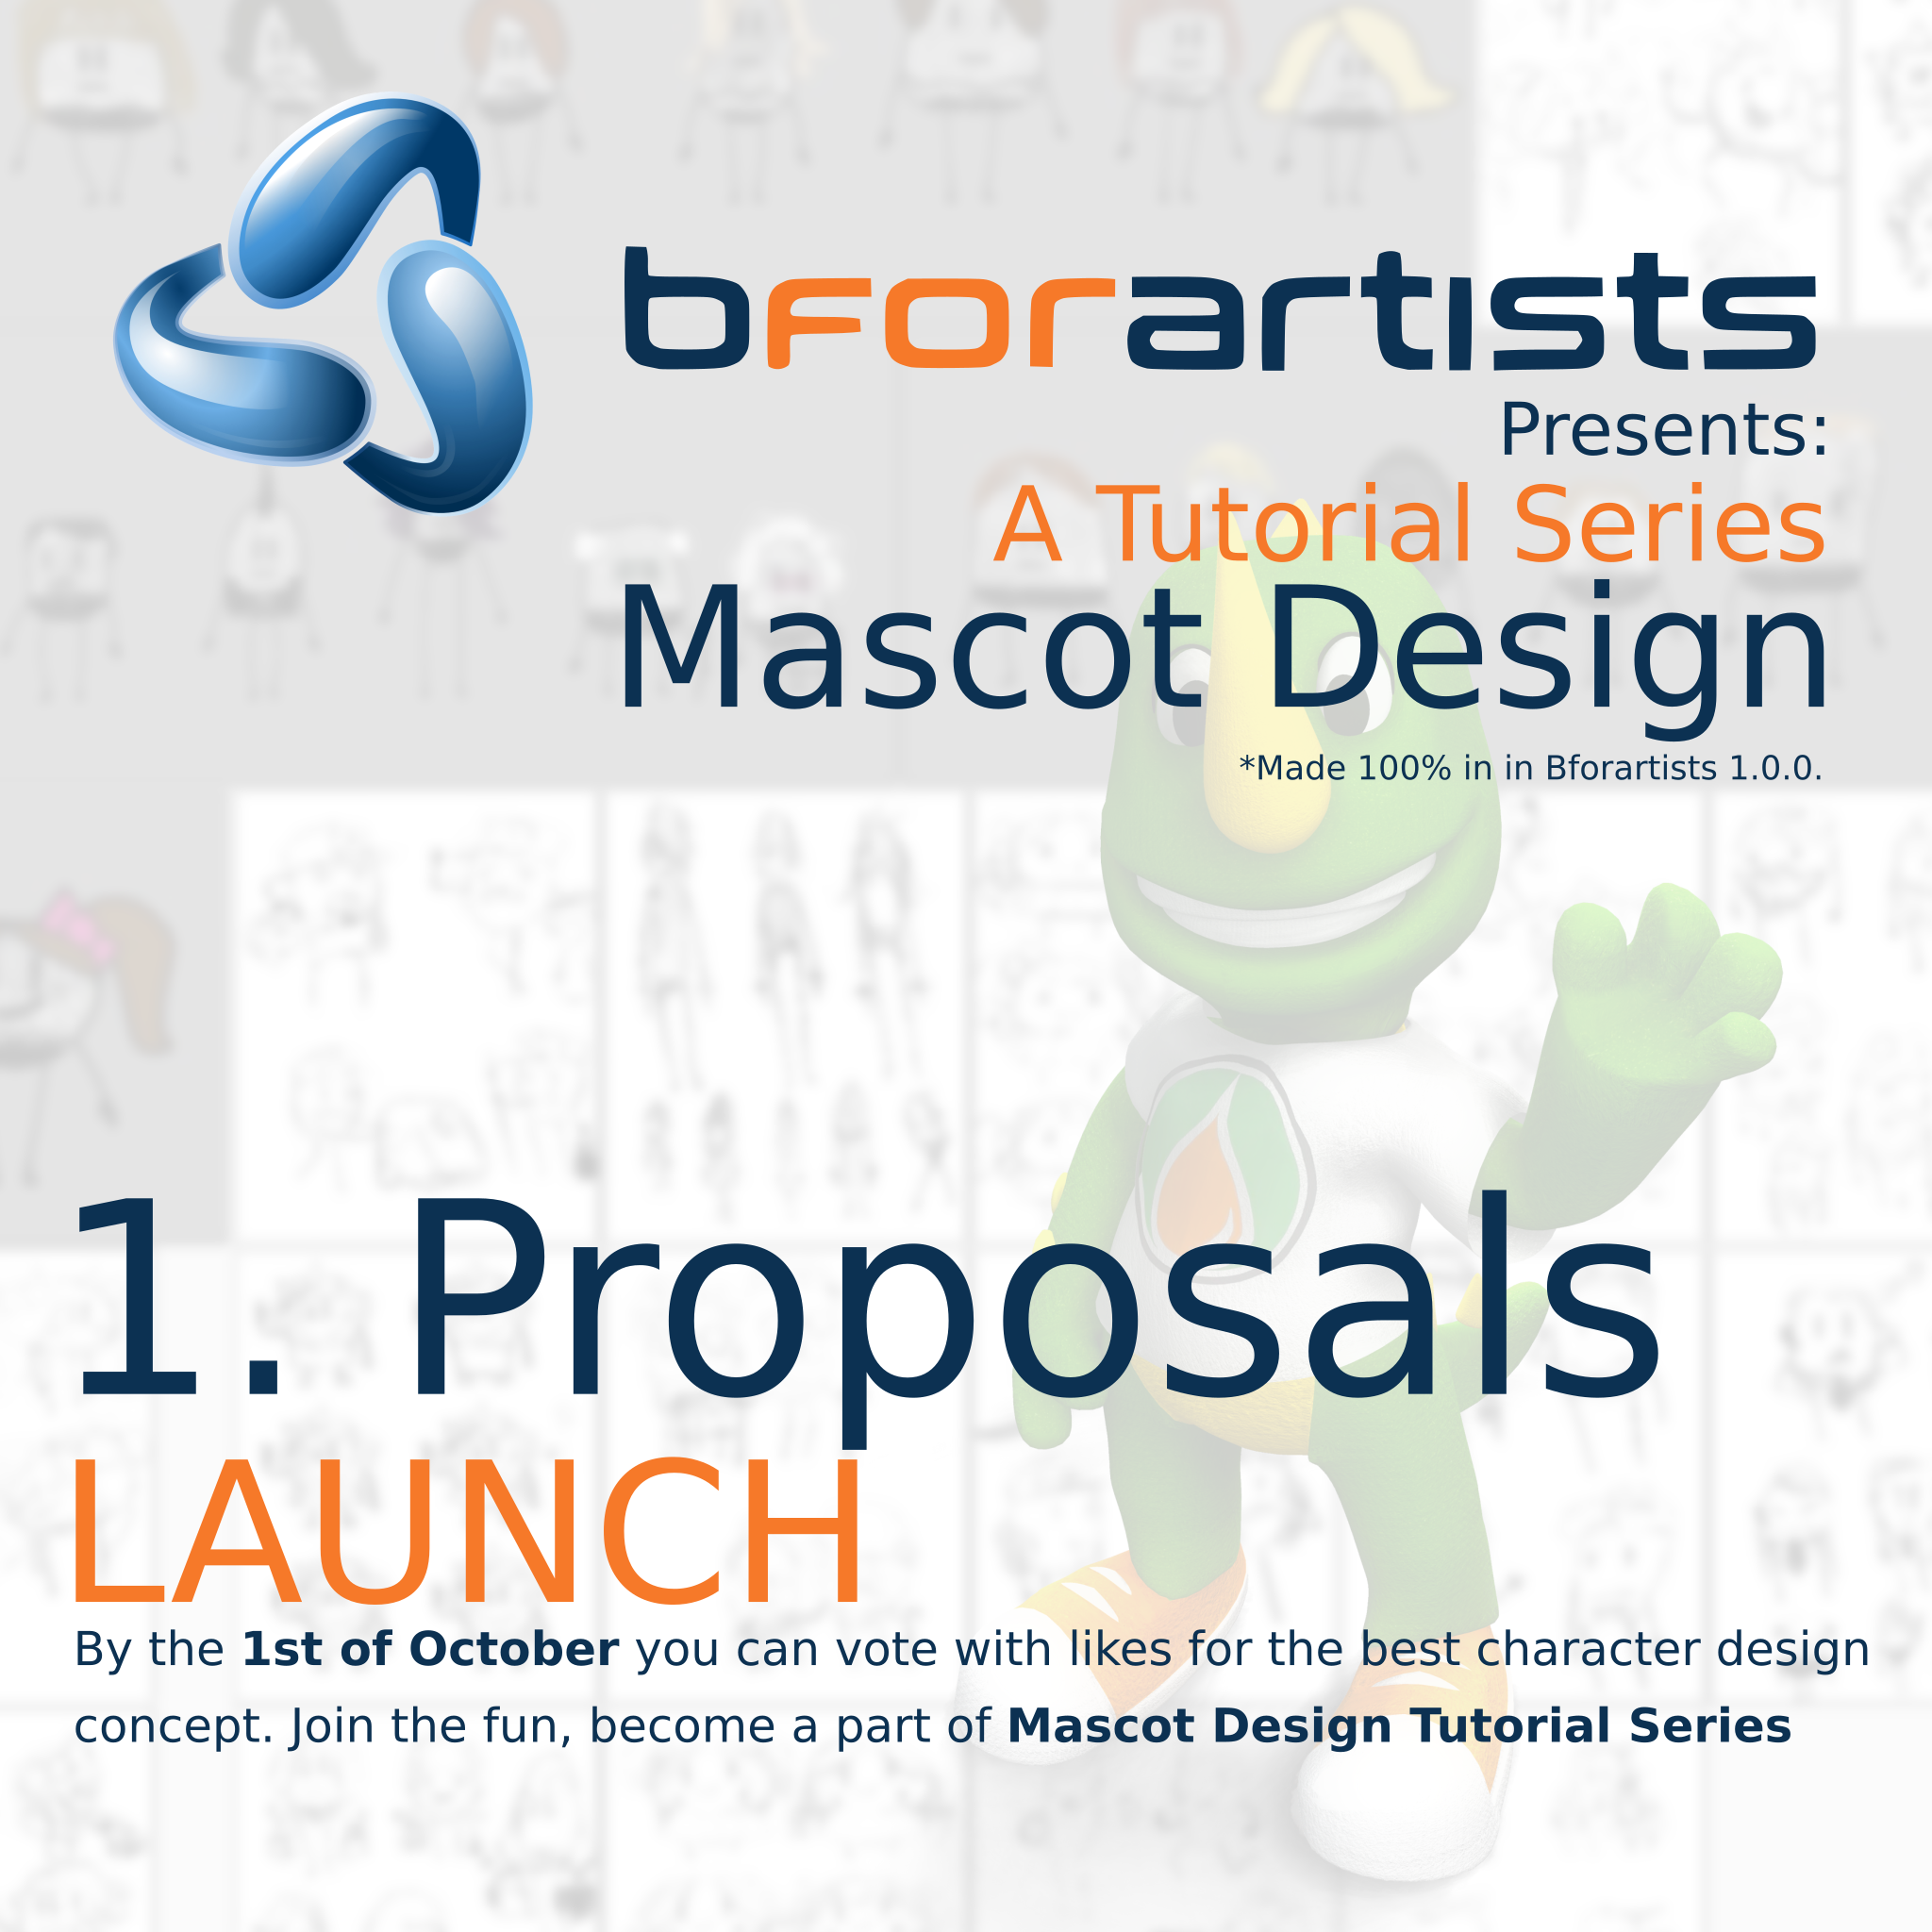 bforartists
Presents:
A Tutorial Series
Mascot Design
*Made 100% in in Bforartists 1.0.0.
1. Proposals
LAUNCH
By the 1st of October you can vote with likes for the best character design
concept. Join the fun, become a part of Mascot Design Tutorial Series